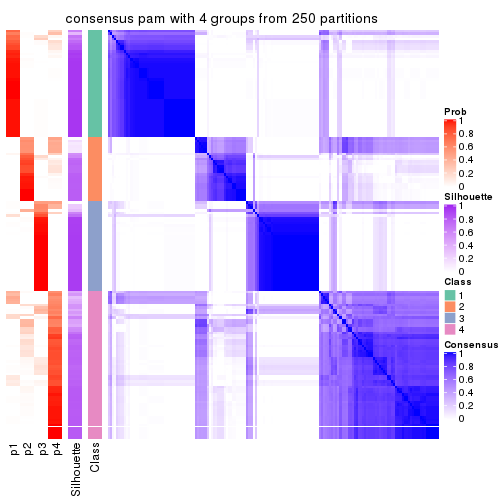 consensus pam with 4 groups from 250 partitions
Prob
1
0.8
0.6
0.4
0.2
0
Silhouette
1
0.8
0.6
0.4
0.2
0
Class
1
2
3
4
Consensus
1
0.8
0.6
0.4
0.2
0
p1
p2
p3
p4
Silhouette
Class